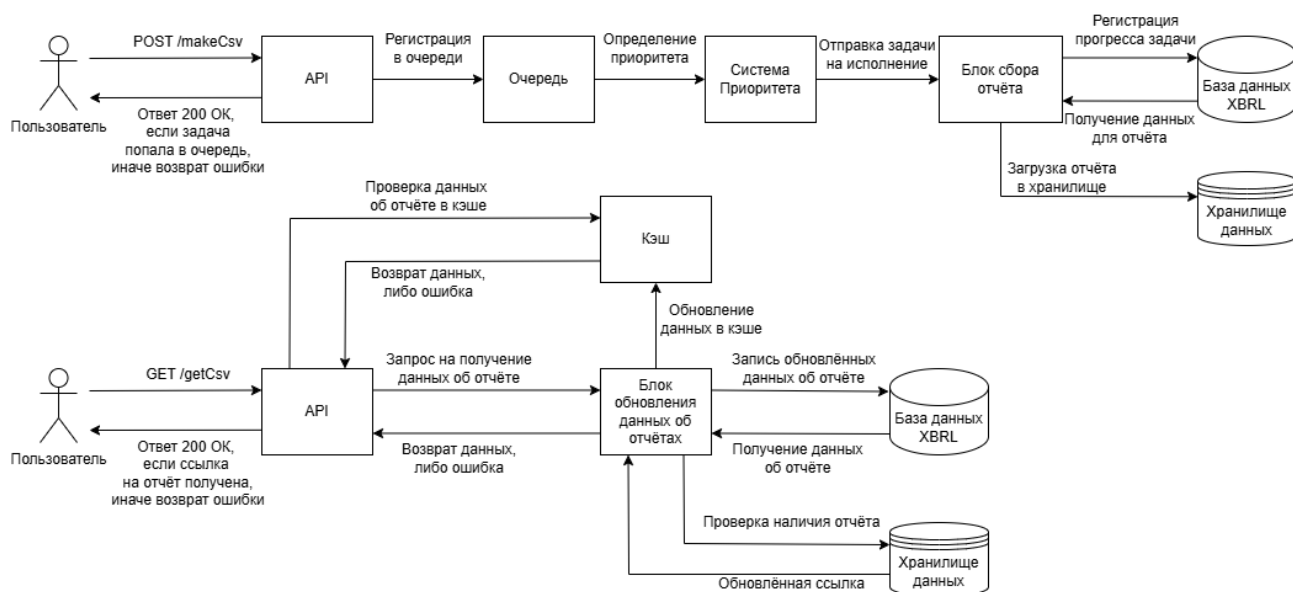 POST /makeCsv
Ответ 200 ОК,
если задача
попала в очередь,
иначе возврат ошибки
Пользователь
API
Регистрация
в очереди
Очередь
Определение
приоритета
Система
Приоритета
Отправка задачи
на исполнение
Блок сбора
отчёта
Регистрация
прогресса задачи
База данных
XBRL
Получение данных
для отчёта
Загрузка отчёта
в хранилище
Хранилище
данных
Проверка данных
об отчёте в кэше
Кэш
Возврат данных,
либо ошибка
Обновление
данных в кэше
GET /getCsv
Ответ 200 ОК,
если ссылка
на отчёт получена,
иначе возврат ошибки
Пользователь
API
Запрос на получение
данных об отчёте
Возврат данных,
либо ошибка
Блок
обновления
данных об
отчётах
Запись обновлённых
данных об отчёте
База данных
XBRL
Получение данных
об отчёте
Проверка наличия отчёта
Хранилище
данных
Обновлённая ссылка